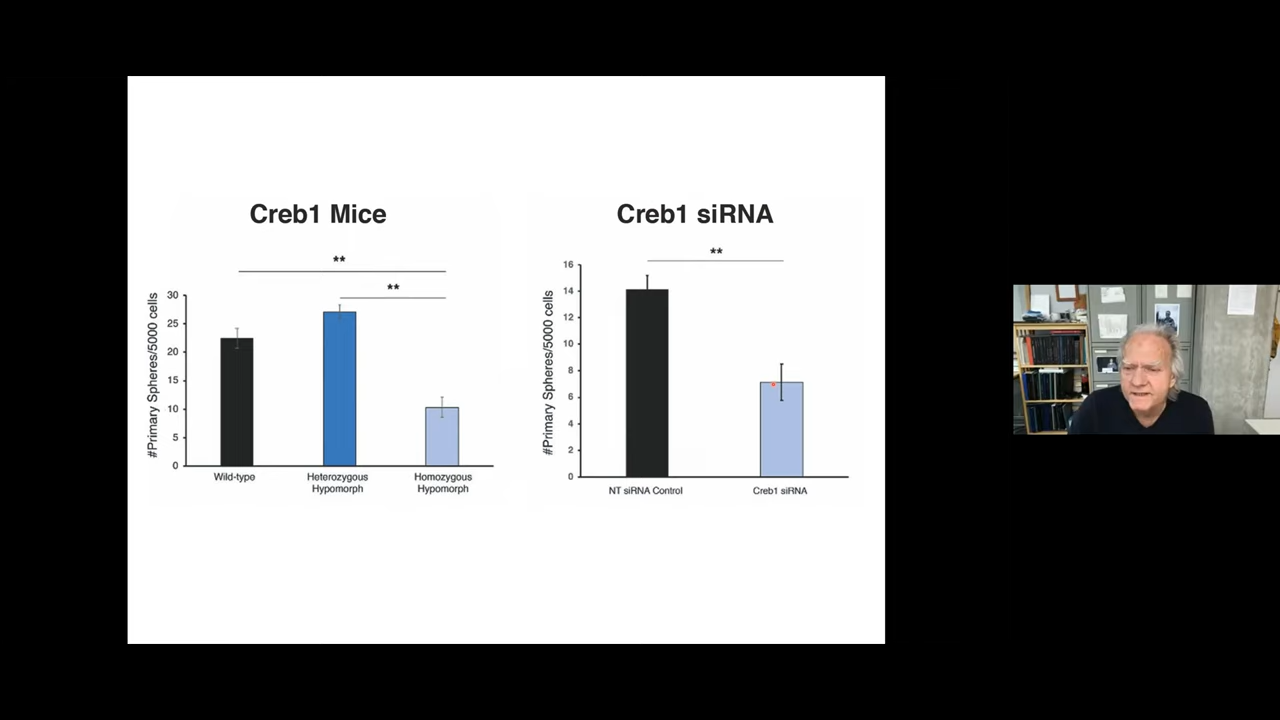 Creb1 Mice
**
**
#Primary Spheres/5000 cells
30
25
20
15
10
5
0
Wild-type
Heterozygous
Hypomorph
Homozygous
Hypomorph
Creb1 siRNA
**
#Primary Spheres/5000 cells
16
14
12
10
8
6
4
2
0
NT siRNA Control
Creb1 siRNA